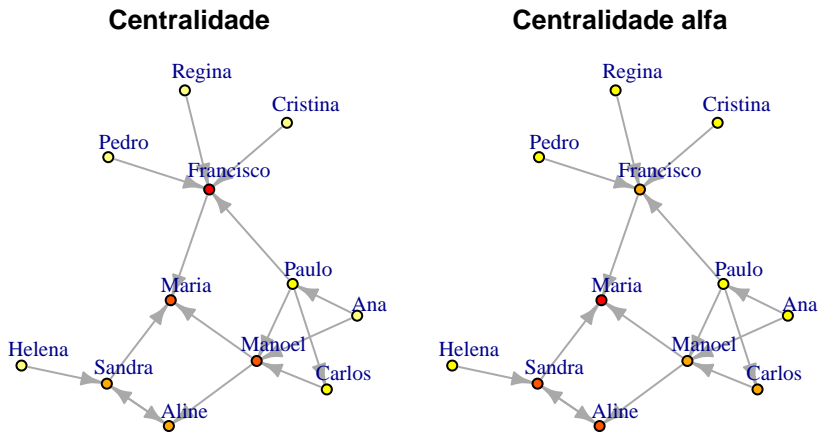 Centralidade
Regina
Cristina
Pedro
Francisco
Paulo
Maria
Ana
Manoel
Helena
Sandra
Carlos
Aline
Centralidade alfa
Regina
Cristina
Pedro
Francisco
Paulo
Maria
Ana
Manoel
Helena
Sandra
Carlos
Aline